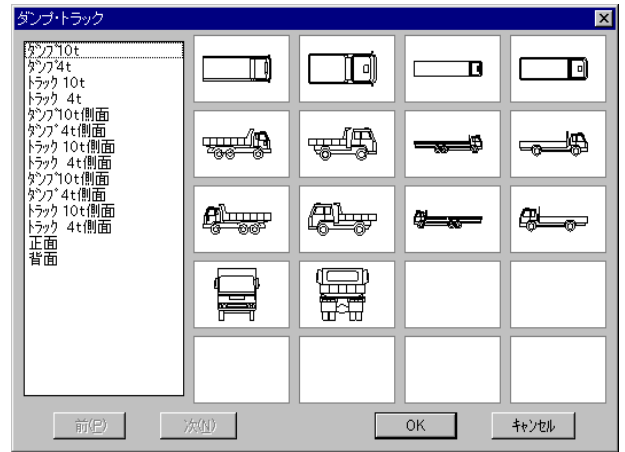 ダンプ・トラック
ﾀﾞﾝﾌﾟ10t
ﾀﾞﾝﾌﾟ4t
ﾄﾗｯｸ 10t
ﾄﾗｯｸ 4t
ﾀﾞﾝﾌﾟ10t側面
ﾀﾞﾝﾌﾟ 4t側面
ﾄﾗｯｸ 10t側面
ﾄﾗｯｸ 4t側面
ﾀﾞﾝﾌﾟ10t側面
ﾀﾞﾝﾌﾟ 4t側面
ﾄﾗｯｸ 10t側面
ﾄﾗｯｸ 4t側面
正面
背面
前(P)
次(N)
OK
ｷｬﾝｾﾙ